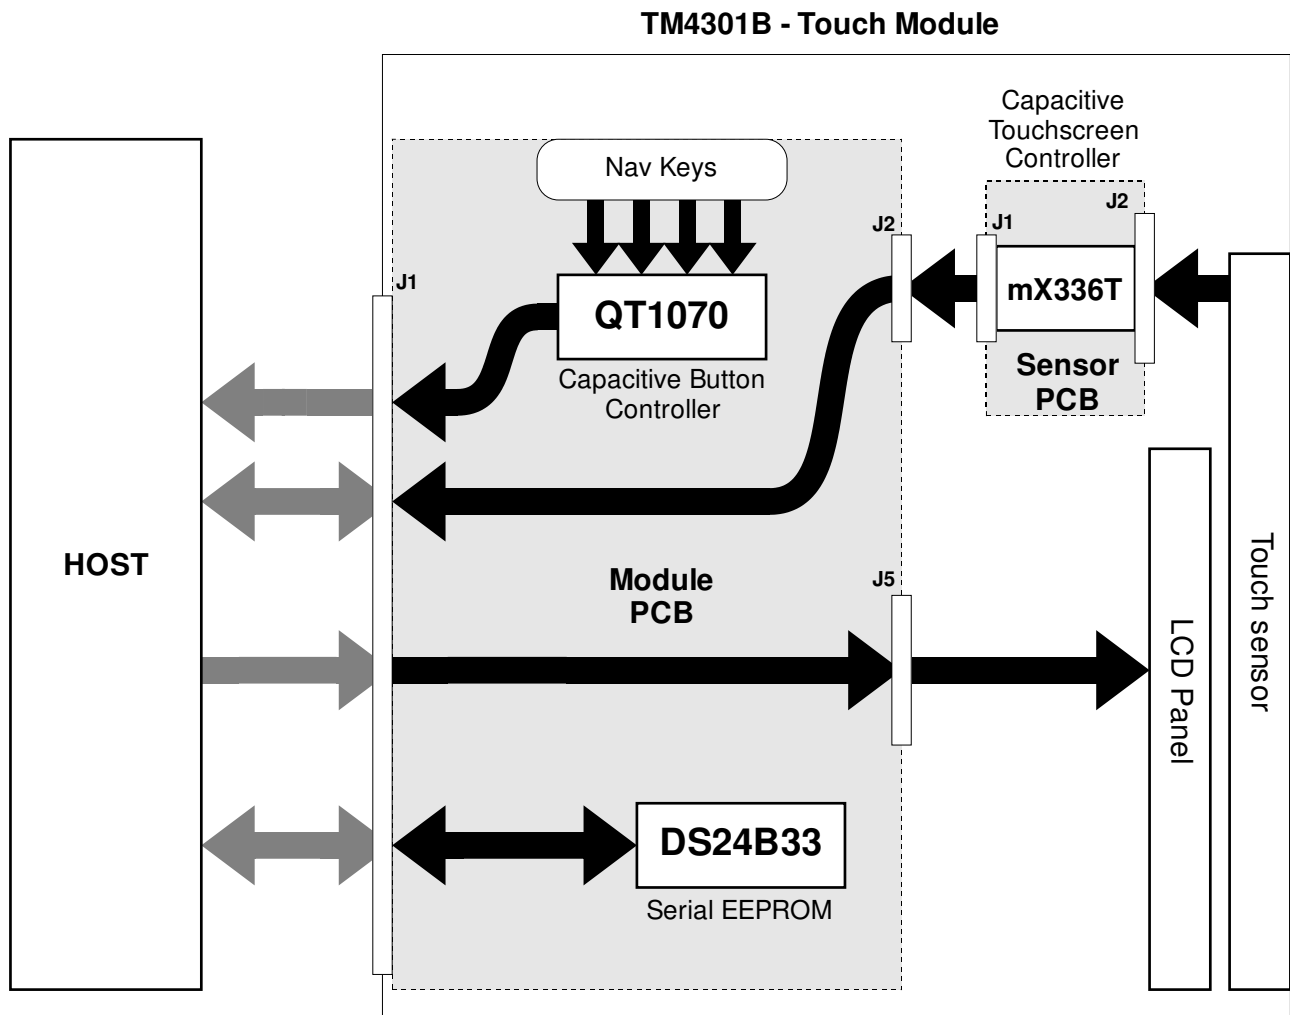 TM4301B - Touch Module
Capacitive
Touchscreen
Controller
Nav Keys
J2
J1
J2
J1
mX336T
QT1070
Sensor
PCB
Capacitive Button
Controller
HOST
Module
PCB
J5
LCD Panel
Touch sensor
DS24B33
Serial EEPROM